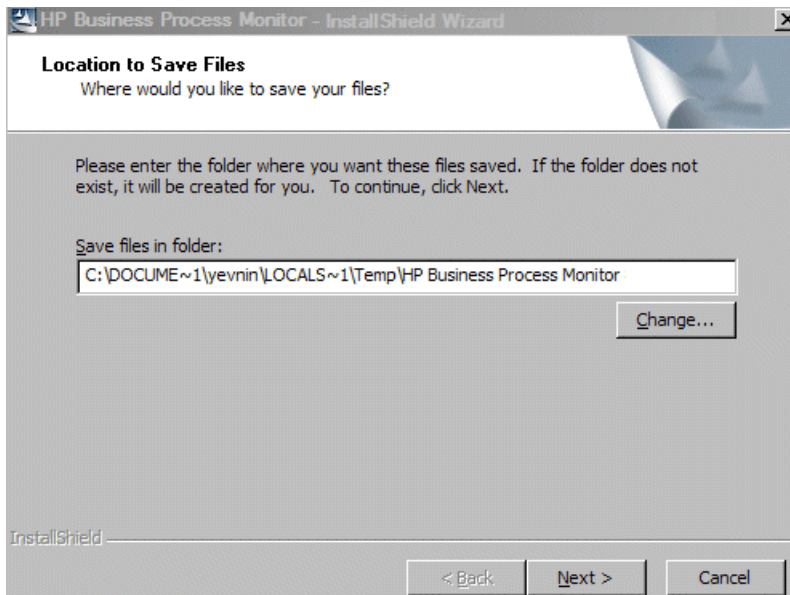 HP Business Process Monitor - InstallShield Wizard
Location to Save Files
Where would you like to save your files?
Please enter the folder where you want these files saved. If the folder does not
exist, it will be created for you. To continue, click Next.
Save files in folder:
C:\DOCUME~1\yevnin\LOCALS~1\Temp\HP Business Process Monitor
Change...
InstallShield
< Back
Next >
Cancel